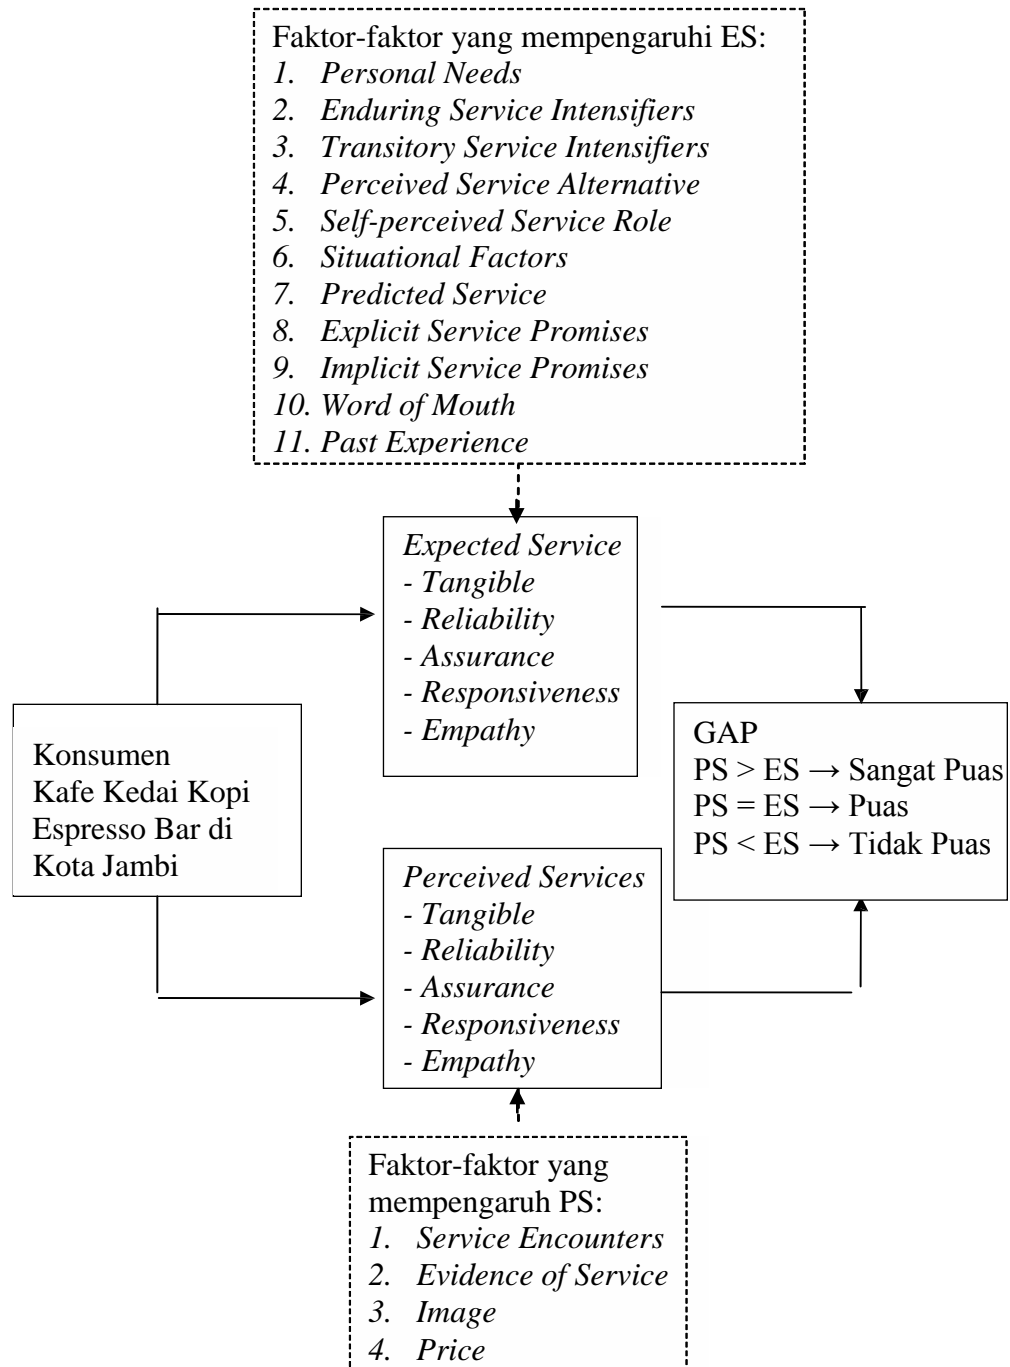 Faktor-faktor yang mempengaruhi ES:
1. Personal Needs
2. Enduring Service Intensifiers
3. Transitory Service Intensifiers
4. Perceived Service Alternative
5. Self-perceived Service Role
6. Situational Factors
7. Predicted Service
8. Explicit Service Promises
9. Implicit Service Promises
10. Word of Mouth
11. Past Experience
Expected Service
- Tangible
- Reliability
- Assurance
- Responsiveness
- Empathy
Konsumen
Kafe Kedai Kopi
Espresso Bar di
Kota Jambi
GAP
PS > ES → Sangat Puas
PS = ES → Puas
PS < ES → Tidak Puas
Perceived Services
- Tangible
- Reliability
- Assurance
- Responsiveness
- Empathy
Faktor-faktor yang
mempengaruh PS:
1. Service Encounters
2. Evidence of Service
3. Image
4. Price